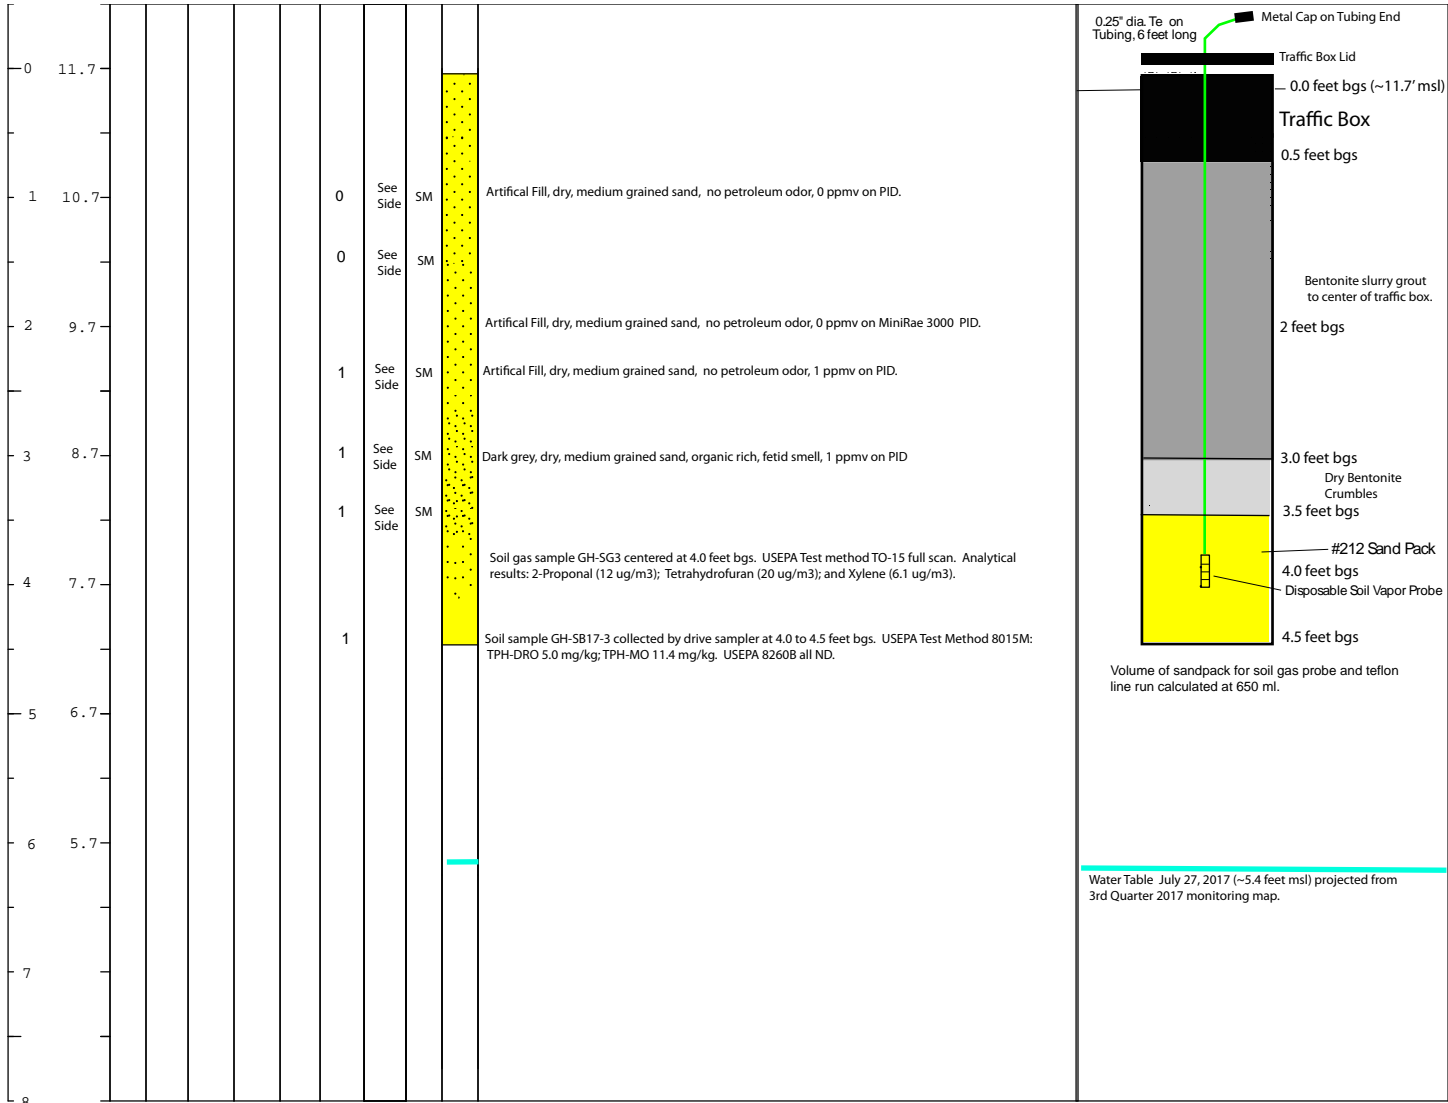 0.25" dia. Te on
Tubing, 6 feet long
Metal Cap on Tubing End
Traffic Box Lid
0 11.7
0.0 feet bgs (~11.7' msl)
Traffic Box
0.5 feet bgs
1 10.7
0 See Side SM Artifical Fill, dry, medium grained sand, no petroleum odor, 0 ppmv on PID.
0 See Side SM
Bentonite slurry grout
to center of traffic box.
2 9.7
Artifical Fill, dry, medium grained sand, no petroleum odor, 0 ppmv on MiniRae 3000 PID.
2 feet bgs
1 See Side SM Artifical Fill, dry, medium grained sand, no petroleum odor, 1 ppmv on PID.
3 8.7
1 See Side SM Dark grey, dry, medium grained sand, organic rich, fetid smell, 1 ppmv on PID
3.0 feet bgs
Dry Bentonite
Crumbles
1 See Side SM
3.5 feet bgs
#212 Sand Pack
Soil gas sample GH-SG3 centered at 4.0 feet bgs. USEPA Test method TO-15 full scan. Analytical
results: 2-Proponal (12 ug/m3); Tetrahydrofuran (20 ug/m3); and Xylene (6.1 ug/m3).
4 7.7
4.0 feet bgs
Disposable Soil Vapor Probe
1 Soil sample GH-SB17-3 collected by drive sampler at 4.0 to 4.5 feet bgs. USEPA Test Method 8015M:
TPH-DRO 5.0 mg/kg; TPH-MO 11.4 mg/kg. USEPA 8260B all ND.
4.5 feet bgs
Volume of sandpack for soil gas probe and teflon
line run calculated at 650 ml.
5 6.7
6 5.7
Water Table July 27, 2017 (~5.4 feet msl) projected from
3rd Quarter 2017 monitoring map.
7